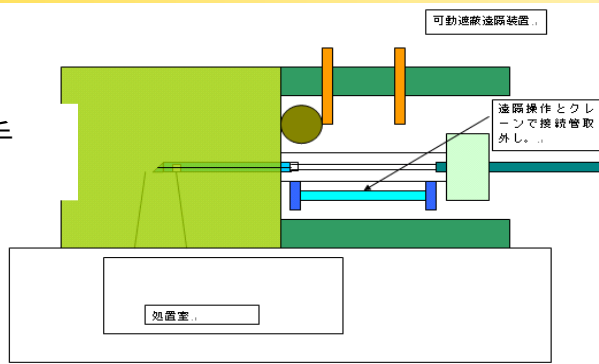 可動遮蔽遠隔装置
遠隔操作とクレ
ーンで接続管取
外し。
手
処置室